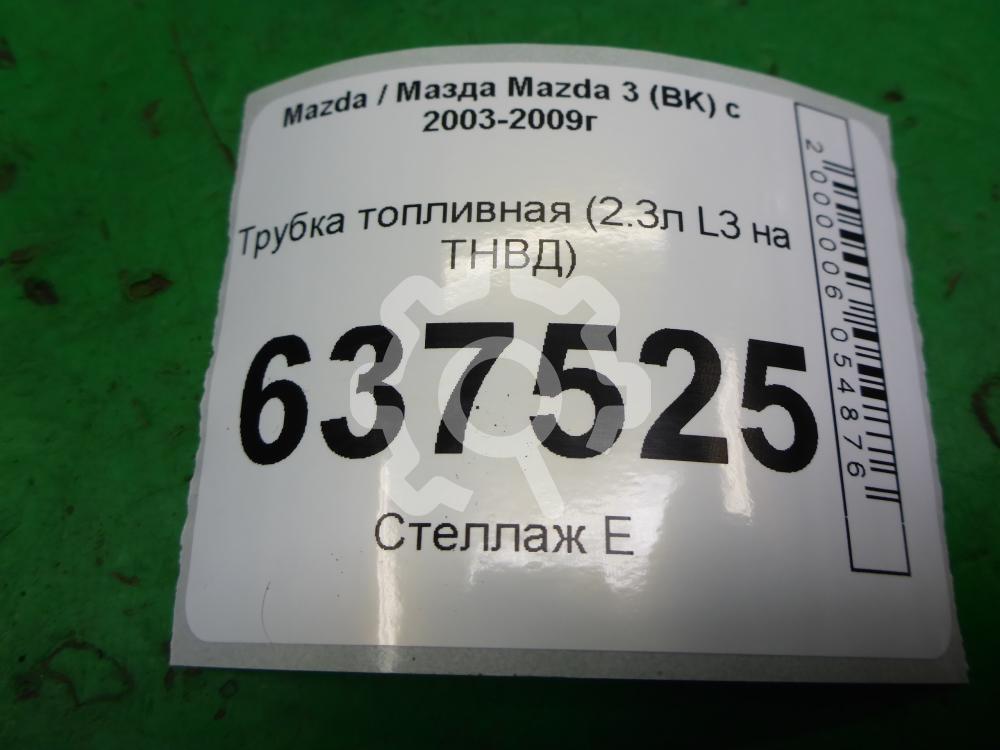 Mazda / Мазда Mazda 3 (BK) с
2003-2009г
Трубка топливная (2.3л L3 на
ТНВД)
637525
Стеллаж Е
2000006054876